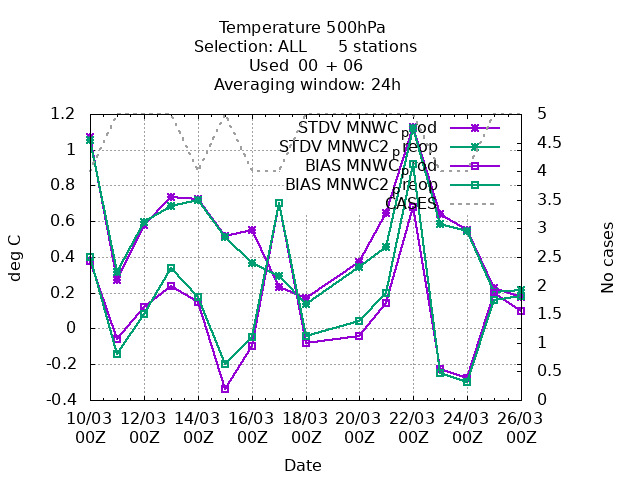 Temperature 500hPa
Selection: ALL 5 stations
Used 00 + 06
Averaging window: 24h
1.2
1
0.8
0.6
0.4
0.2
0
-0.2
-0.4
deg C
STDV MNWC_prod
STDV MNWC2_preop
BIAS MNWC_prod
BIAS MNWC2_preop
CASES
5
4.5
4
3.5
3
2.5
2
1.5
1
0.5
0
No cases
10/03 12/03 14/03 16/03 18/03 20/03 22/03 24/03 26/03
00Z 00Z 00Z 00Z 00Z 00Z 00Z 00Z 00Z
Date